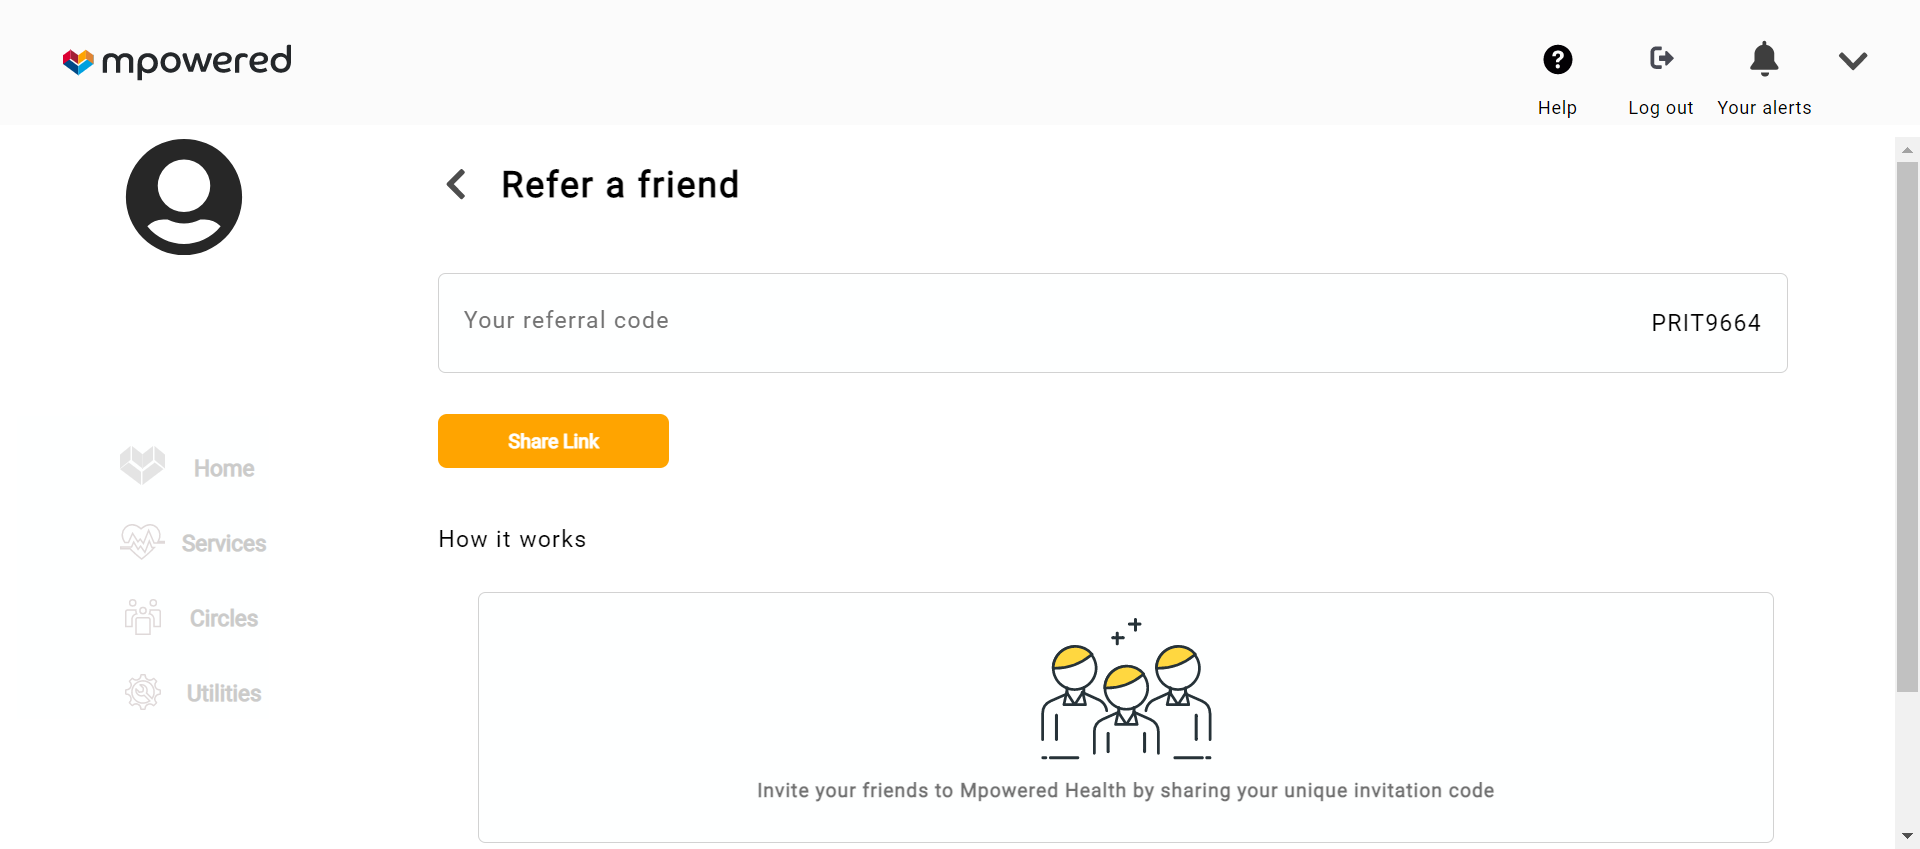 mpowered
Help
Log out
Your alerts
Refer a friend
Your referral code
PRIT9664
Share Link
Home
Services
Circles
Utilities
How it works
Invite your friends to Mpowered Health by sharing your unique invitation code